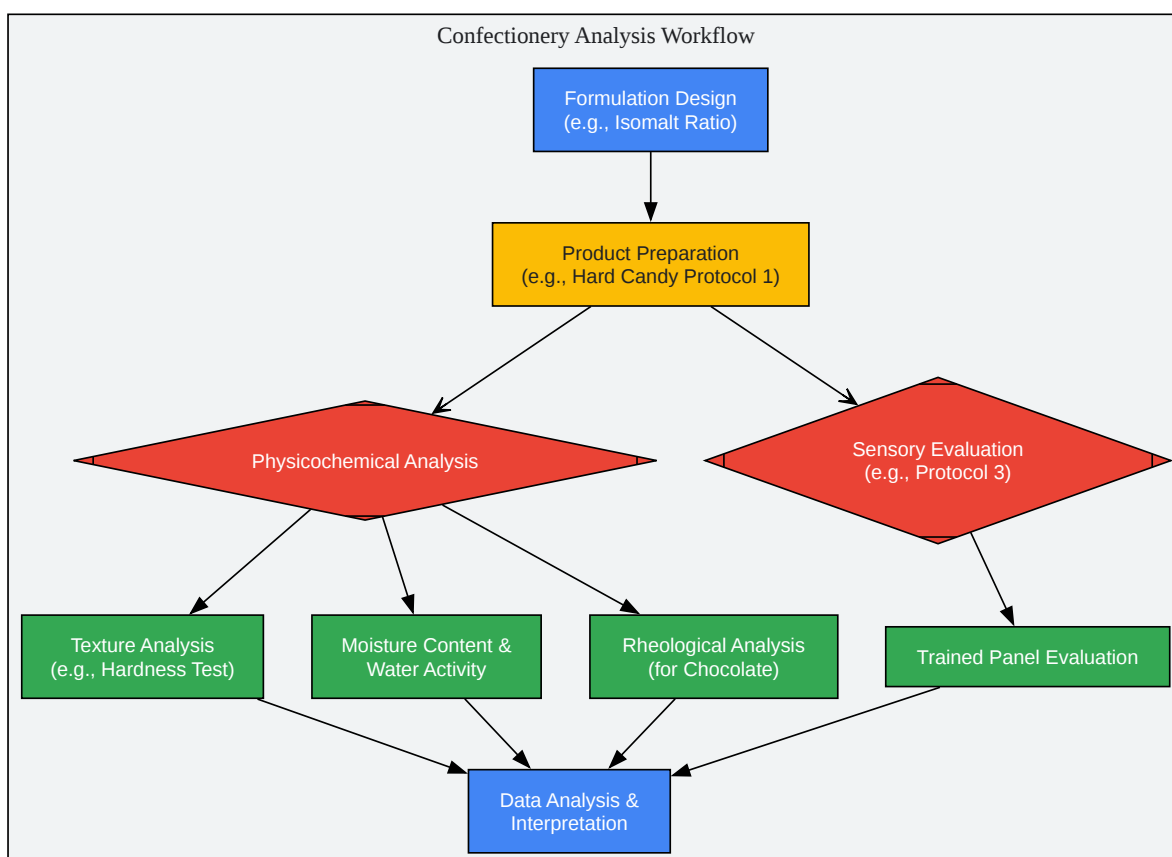 Confectionery Analysis Workflow
Formulation Design
(e.g., Isomalt Ratio)
Product Preparation
(e.g., Hard Candy Protocol 1)
Physicochemical Analysis
Sensory Evaluation
(e.g., Protocol 3)
Texture Analysis
(e.g., Hardness Test)
Moisture Content &
Water Activity
Rheological Analysis
(for Chocolate)
Trained Panel Evaluation
Data Analysis &
Interpretation